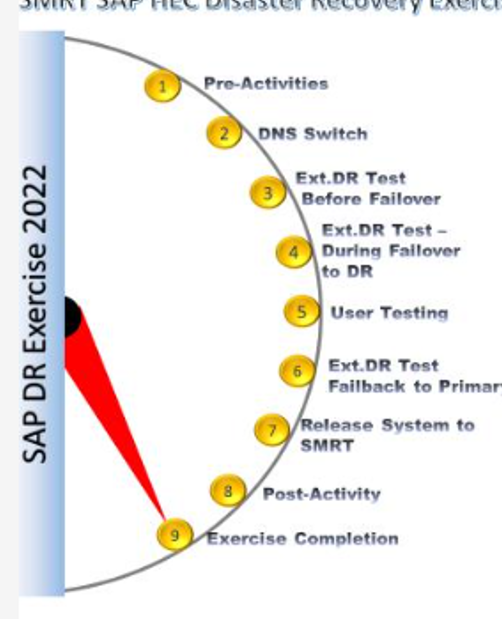 SMRT SAP HEC Disaster Recovery
SAP DR Exercise 2022
1 Pre-Activities
2 DNS Switch
3 Ext.DR Test
Before Failover
4 Ext.DR Test –
During Failover
to DR
5 User Testing
6 Ext.DR Test
Failback to Primar
7 Release System to
SMRT
8 Post-Activity
9 Exercise Completion